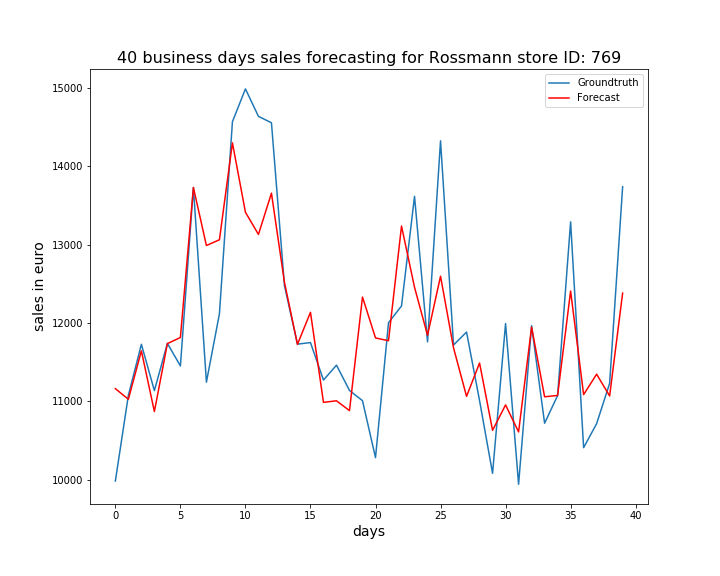 40 business days sales forecasting for Rossmann store ID: 769
Groundtruth
Forecast
sales in euro
15000
14000
13000
12000
11000
10000
0 5 10 15 20 25 30 35 40
days